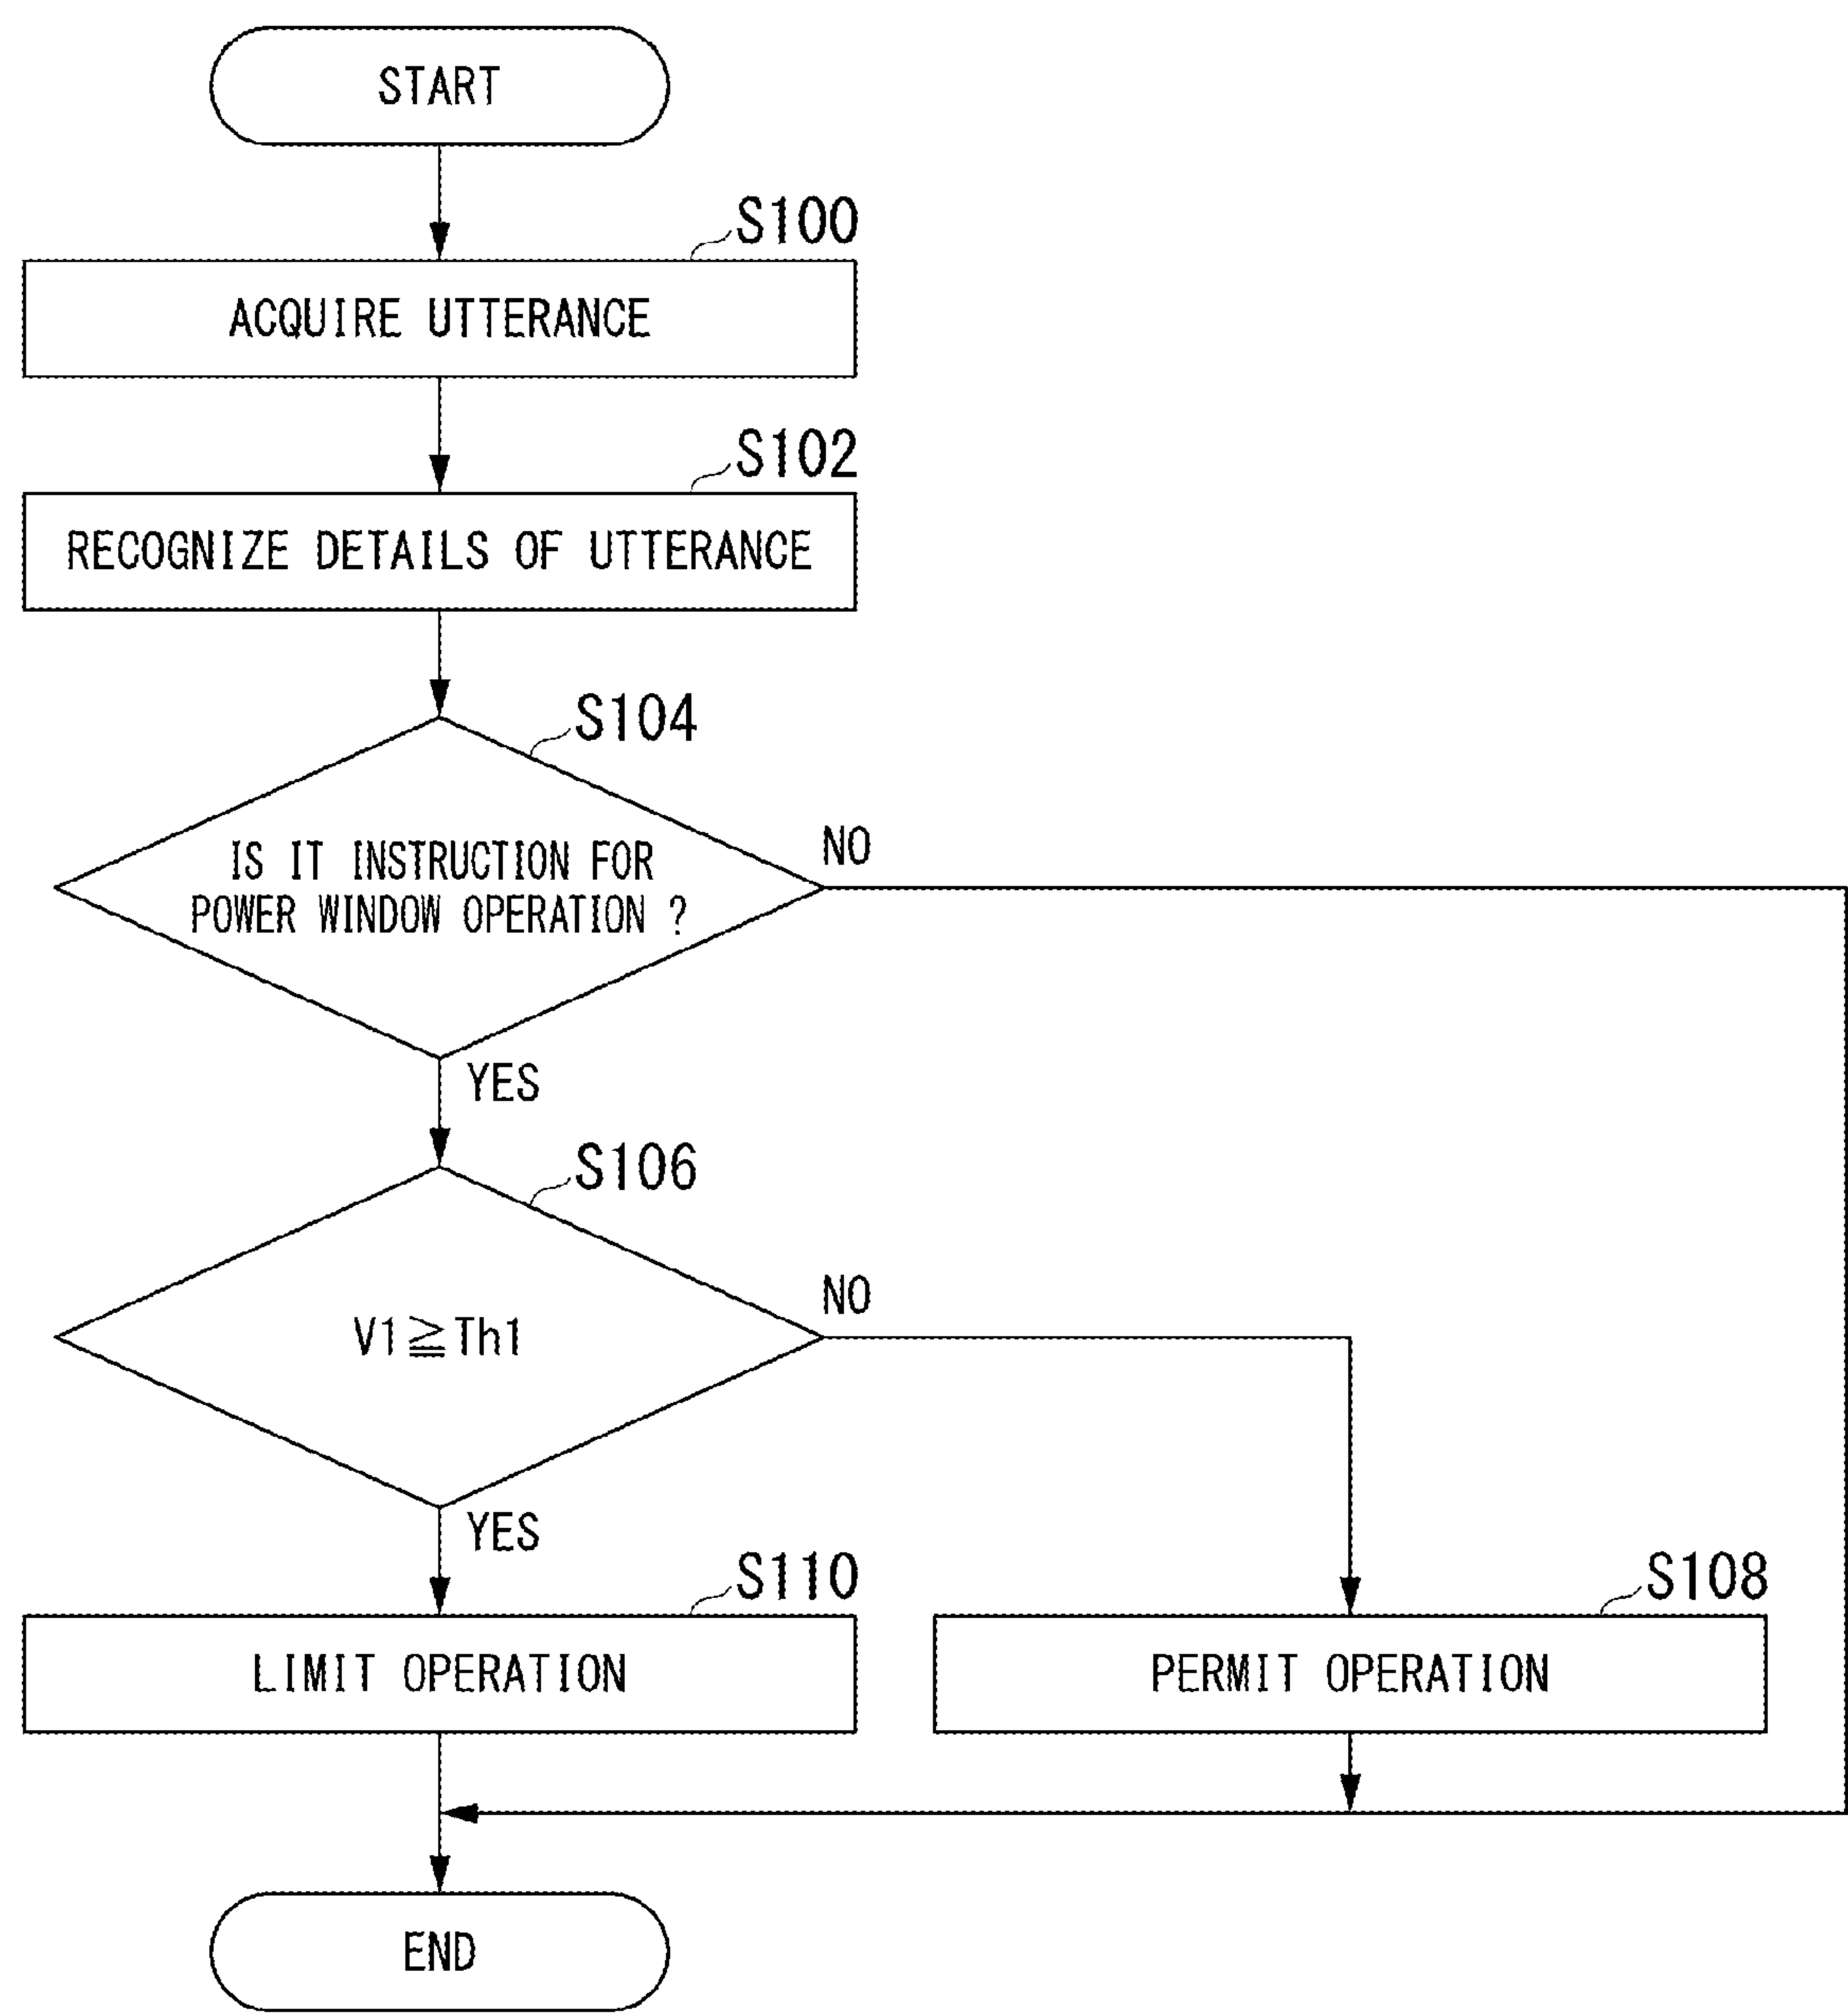 START
S100
ACQUIRE UTTERANCE
S102
RECOGNIZE DETAILS OF UTTERANCE
S104
IS IT INSTRUCTION FOR
POWER WINDOW OPERATION ?
NO
YES
S106
V1≧Th1
NO
YES
S110
LIMIT OPERATION
S108
PERMIT OPERATION
END